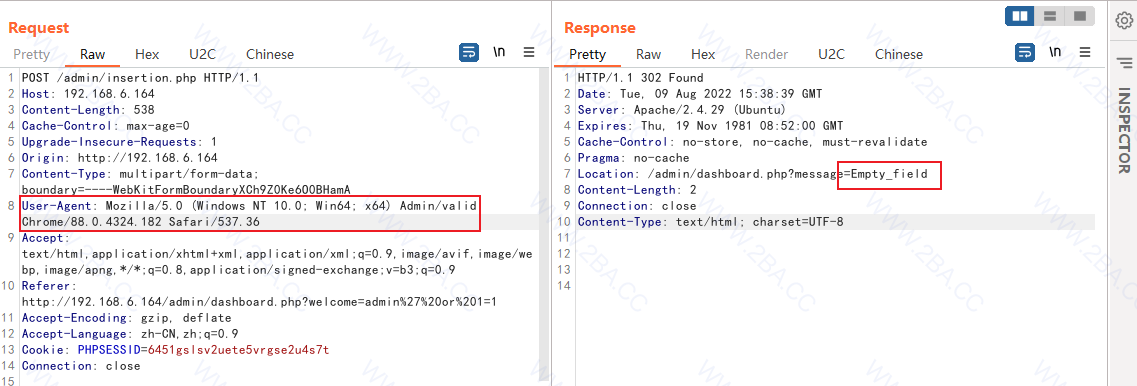 Request
Pretty Raw Hex U2C Chinese \n
1 POST /admin/insertion.php HTTP/1.1
2 Host: 192.168.6.164
3 Content-Length: 538
4 Cache-Control: max-age=0
5 Upgrade-Insecure-Requests: 1
6 Origin: http://192.168.6.164
7 Content-Type: multipart/form-data;
boundary=----WebKitFormBoundaryXCh9Z0Ke6OOBHamA
8 User-Agent: Mozilla/5.0 (Windows NT 10.0; Win64; x64) Admin/valid
Chrome/88.0.4324.182 Safari/537.36
9 Accept:
text/html,application/xhtml+xml,application/xml;q=0.9,image/avif,image/we
bp,image/apng,*/*;q=0.8,application/signed-exchange;v=b3;q=0.9
10 Referer:
http://192.168.6.164/admin/dashboard.php?welcome=admin%27%20or%201=1
11 Accept-Encoding: gzip, deflate
12 Accept-Language: zh-CN,zh;q=0.9
13 Cookie: PHPSESSID=6451gslsv2uete5vrgse2u4s7t
14 Connection: close
15
Response
Pretty Raw Hex Render U2C Chinese \n
1 HTTP/1.1 302 Found
2 Date: Tue, 09 Aug 2022 15:38:39 GMT
3 Server: Apache/2.4.29 (Ubuntu)
4 Expires: Thu, 19 Nov 1981 08:52:00 GMT
5 Cache-Control: no-store, no-cache, must-revalidate
6 Pragma: no-cache
7 Location: /admin/dashboard.php?message=Empty_field
8 Content-Length: 2
9 Connection: close
10 Content-Type: text/html; charset=UTF-8
11
12
13
14
INSPECTOR
WWW.2BA.CC